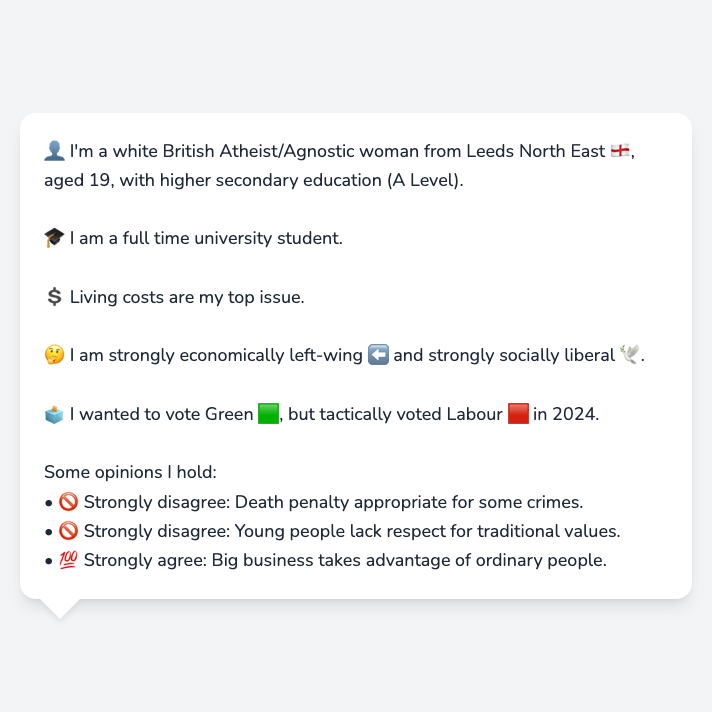 👤 I'm a white British Atheist/Agnostic woman from Leeds North East 🏴󠁧󠁢󠁥󠁮󠁧󠁿,
aged 19, with higher secondary education (A Level).
🎓 I am a full time university student.
💲 Living costs are my top issue.
🤔 I am strongly economically left-wing ⬅️ and strongly socially liberal 🕊️.
🗳️ I wanted to vote Green 🟩, but tactically voted Labour 🟥 in 2024.
Some opinions I hold:
• 🚫 Strongly disagree: Death penalty appropriate for some crimes.
• 🚫 Strongly disagree: Young people lack respect for traditional values.
• 💯 Strongly agree: Big business takes advantage of ordinary people.